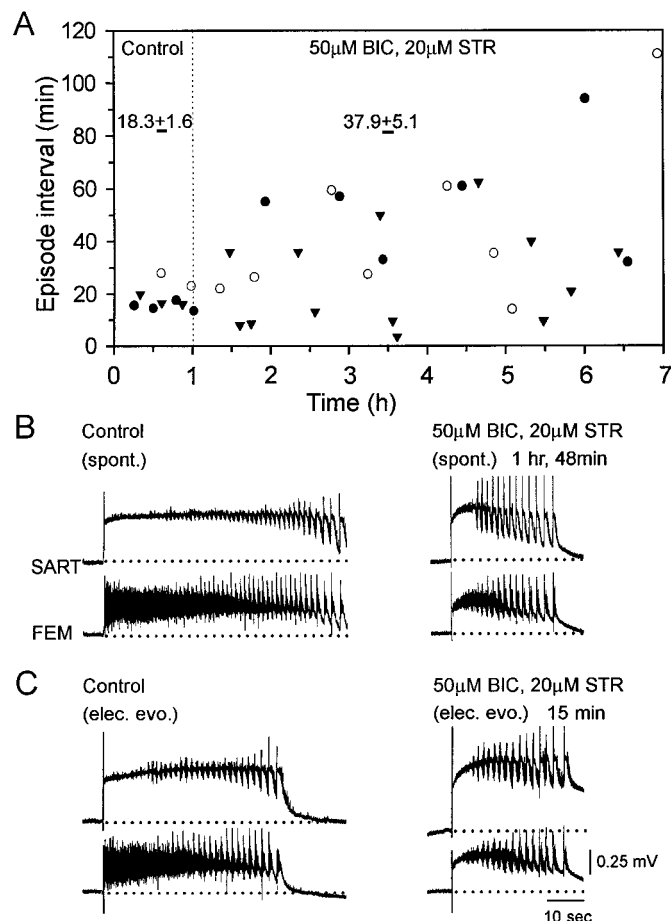 A
Control
50μM BIC, 20μM STR
120
100
80
60
40
20
0
18.3±1.6
37.9±5.1
Episode interval (min)
0 1 2 3 4 5 6 7
Time (h)
B
Control
(spont.)
50μM BIC, 20μM STR
(spont.) 1 hr, 48min
SART
FEM
C
Control
(elec. evo.)
50μM BIC, 20μM STR
(elec. evo.) 15 min
0.25 mV
10 sec